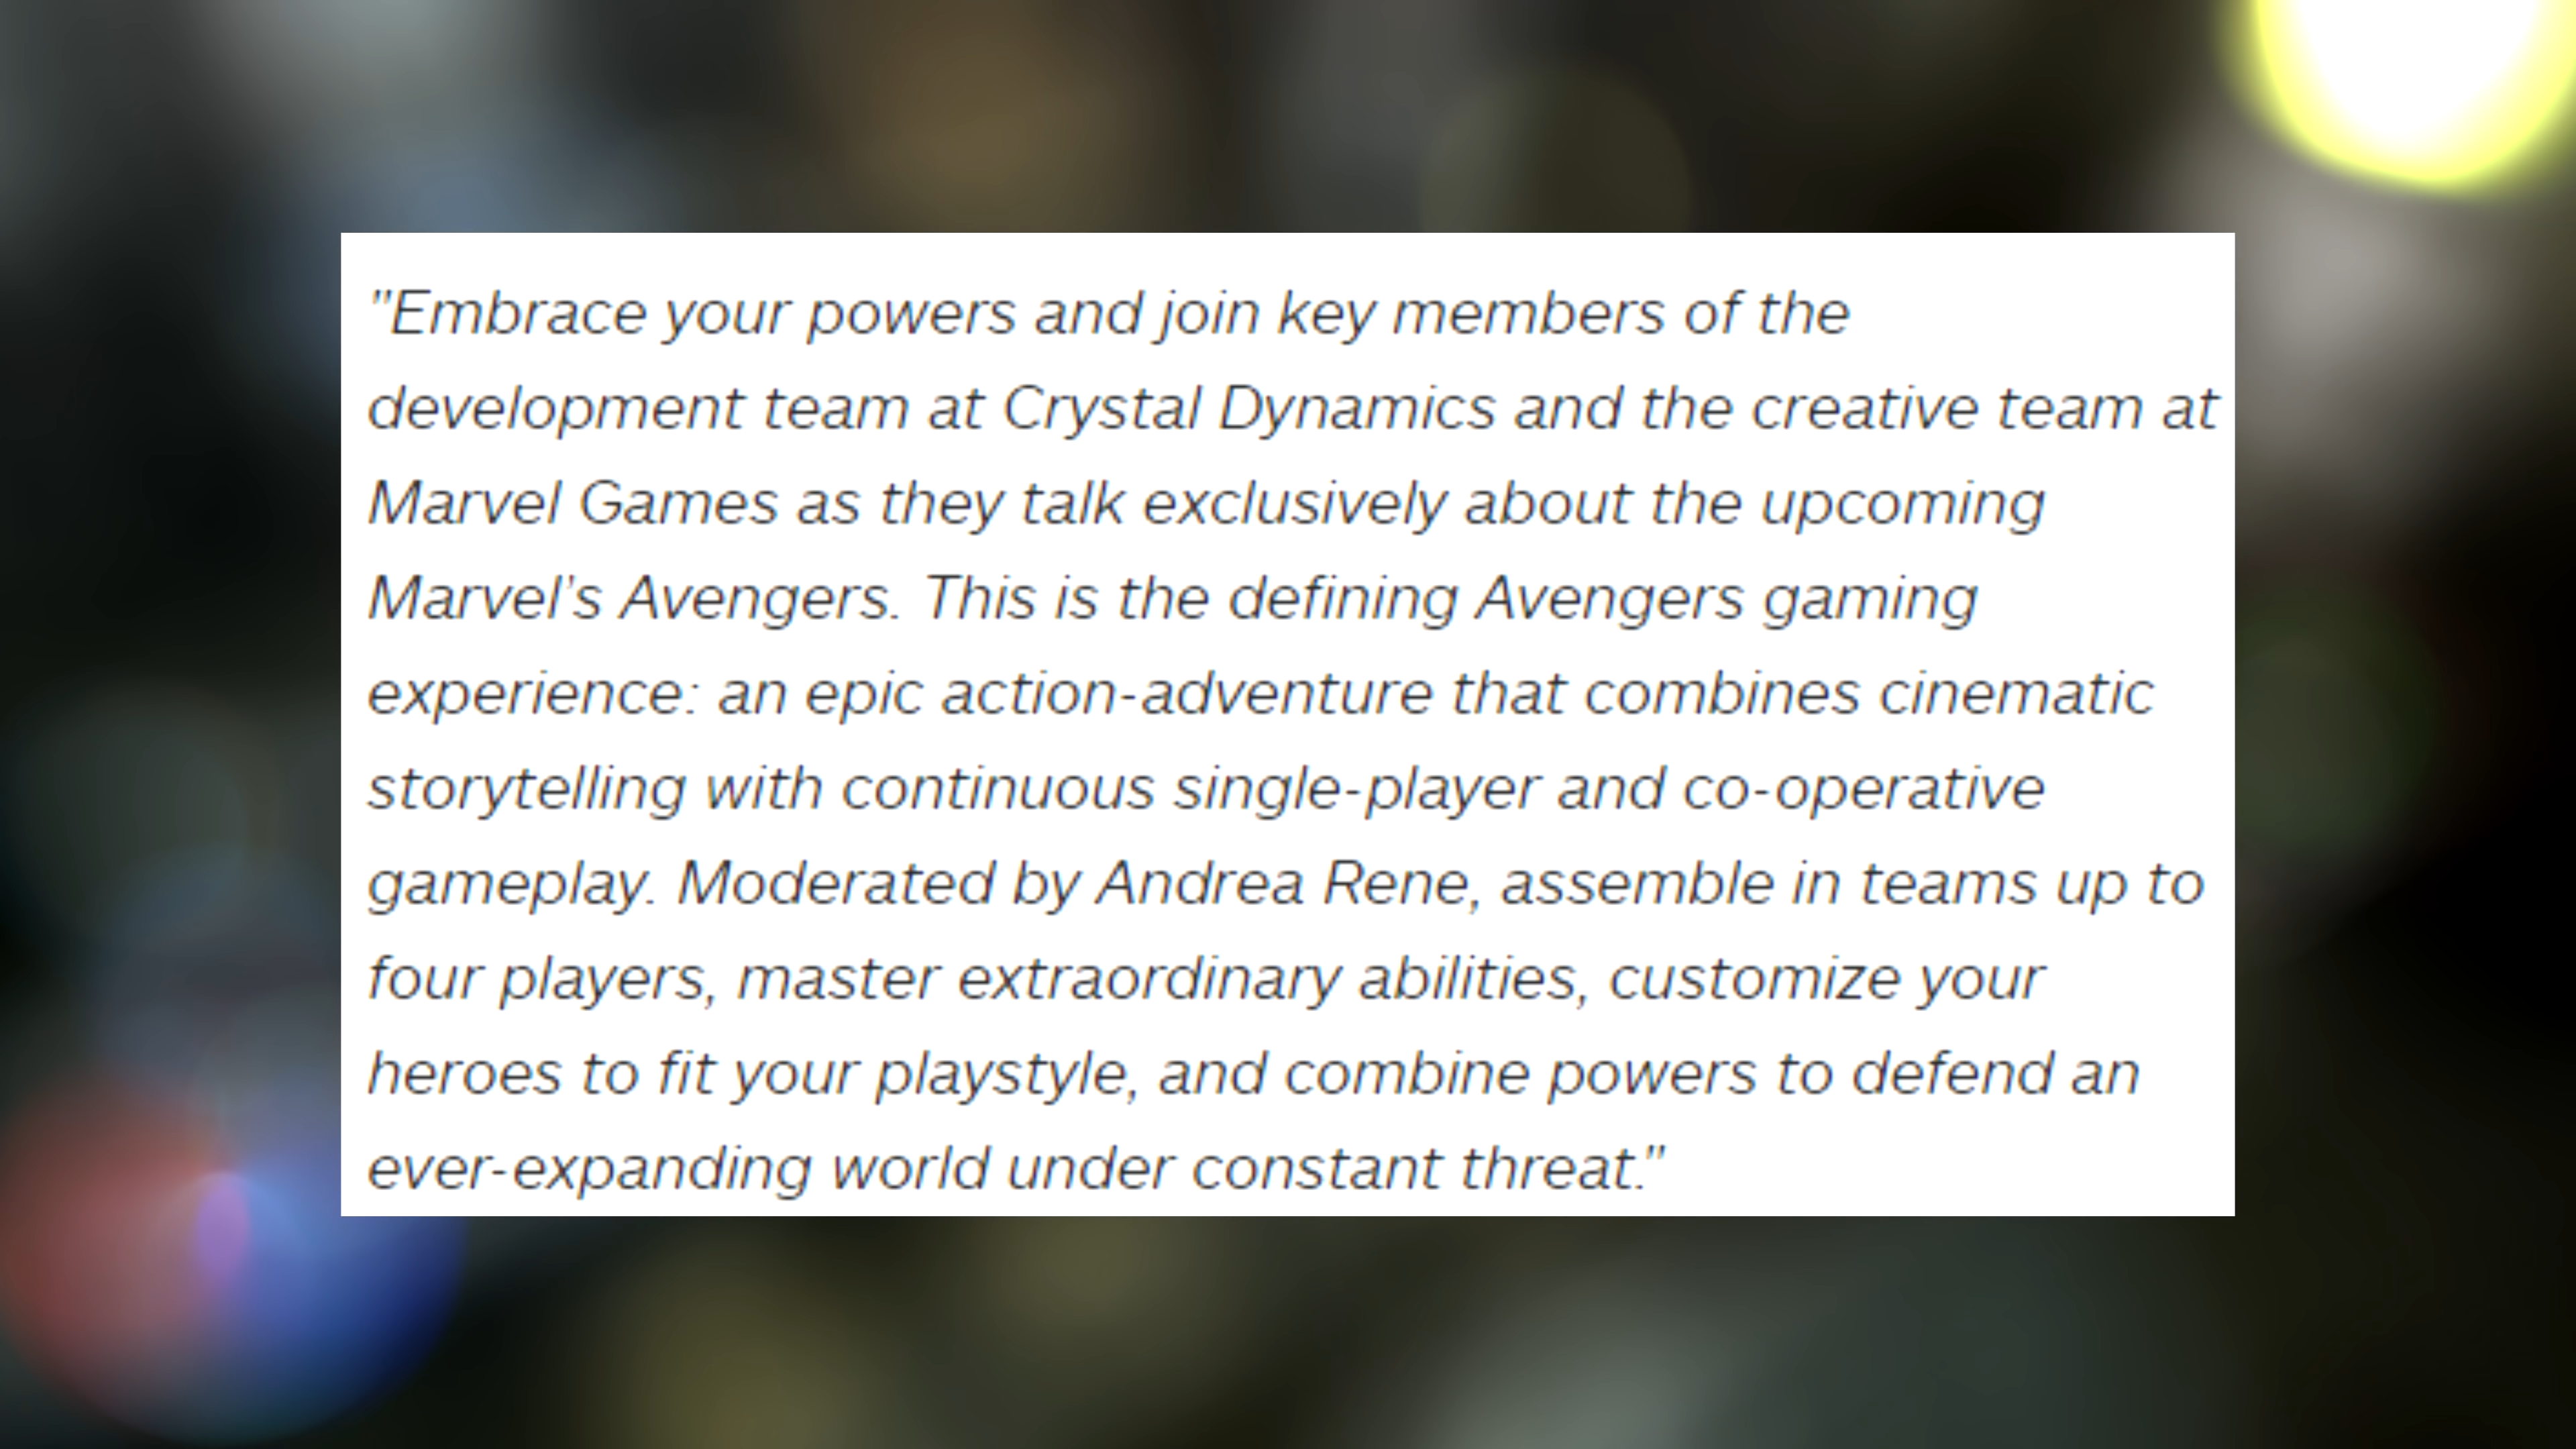 "Embrace your powers and join key members of the
development team at Crystal Dynamics and the creative team at
Marvel Games as they talk exclusively about the upcoming
Marvel's Avengers. This is the defining Avengers gaming
experience: an epic action-adventure that combines cinematic
storytelling with continuous single-player and co-operative
gameplay. Moderated by Andrea Rene, assemble in teams up to
four players, master extraordinary abilities, customize your
heroes to fit your playstyle, and combine powers to defend an
ever-expanding world under constant threat."